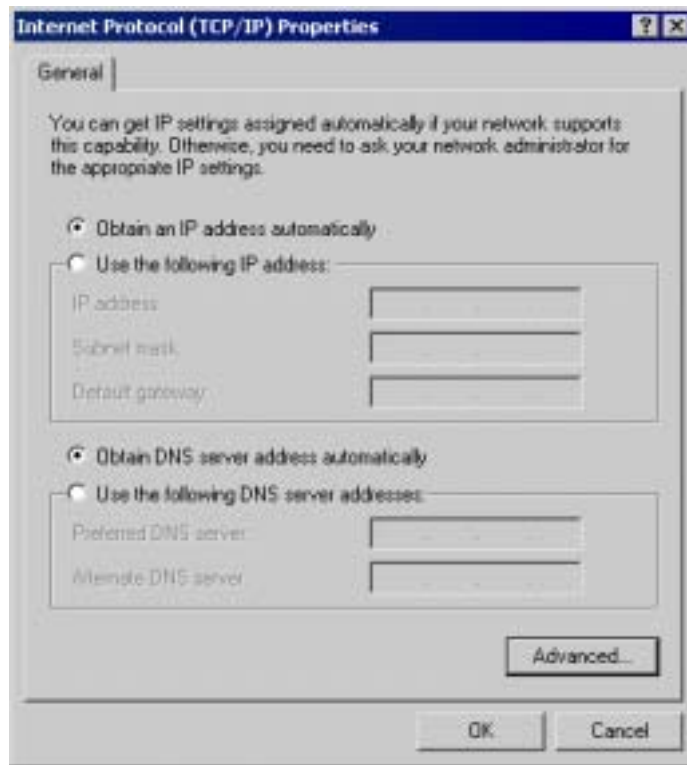 Internet Protocol (TCP/IP) Properties
General
You can get IP settings assigned automatically if your network supports
this capability. Otherwise, you need to ask your network administrator for
the appropriate IP settings.
Obtain an IP address automatically
Use the following IP address:
IP address
Subnet mask
Default gateway
Obtain DNS server address automatically
Use the following DNS server addresses:
Preferred DNS server
Alternate DNS server
Advanced...
OK
Cancel